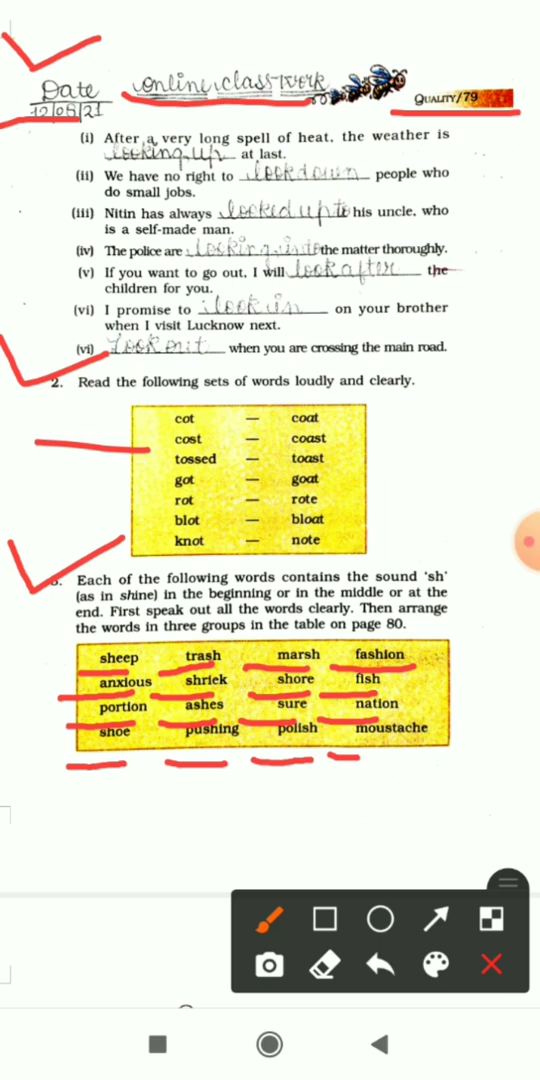 Date online class-work
12/08/21 QUALITY/79
(i) After a very long spell of heat, the weather is
looking up at last.
(ii) We have no right to look down people who
do small jobs.
(iii) Nitin has always looked up to his uncle, who
is a self-made man.
(iv) The police are looking into the matter thoroughly.
(v) If you want to go out, I will look after the
children for you.
(vi) I promise to look in on your brother
when I visit Lucknow next.
(vi) Look out when you are crossing the main road.
2. Read the following sets of words loudly and clearly.
cot — coat
cost — coast
tossed — toast
got — goat
rot — rote
blot — bloat
knot — note
3. Each of the following words contains the sound 'sh'
(as in shine) in the beginning or in the middle or at the
end. First speak out all the words clearly. Then arrange
the words in three groups in the table on page 80.
sheep trash marsh fashion
anxious shriek shore fish
portion ashes sure nation
shoe pushing polish moustache